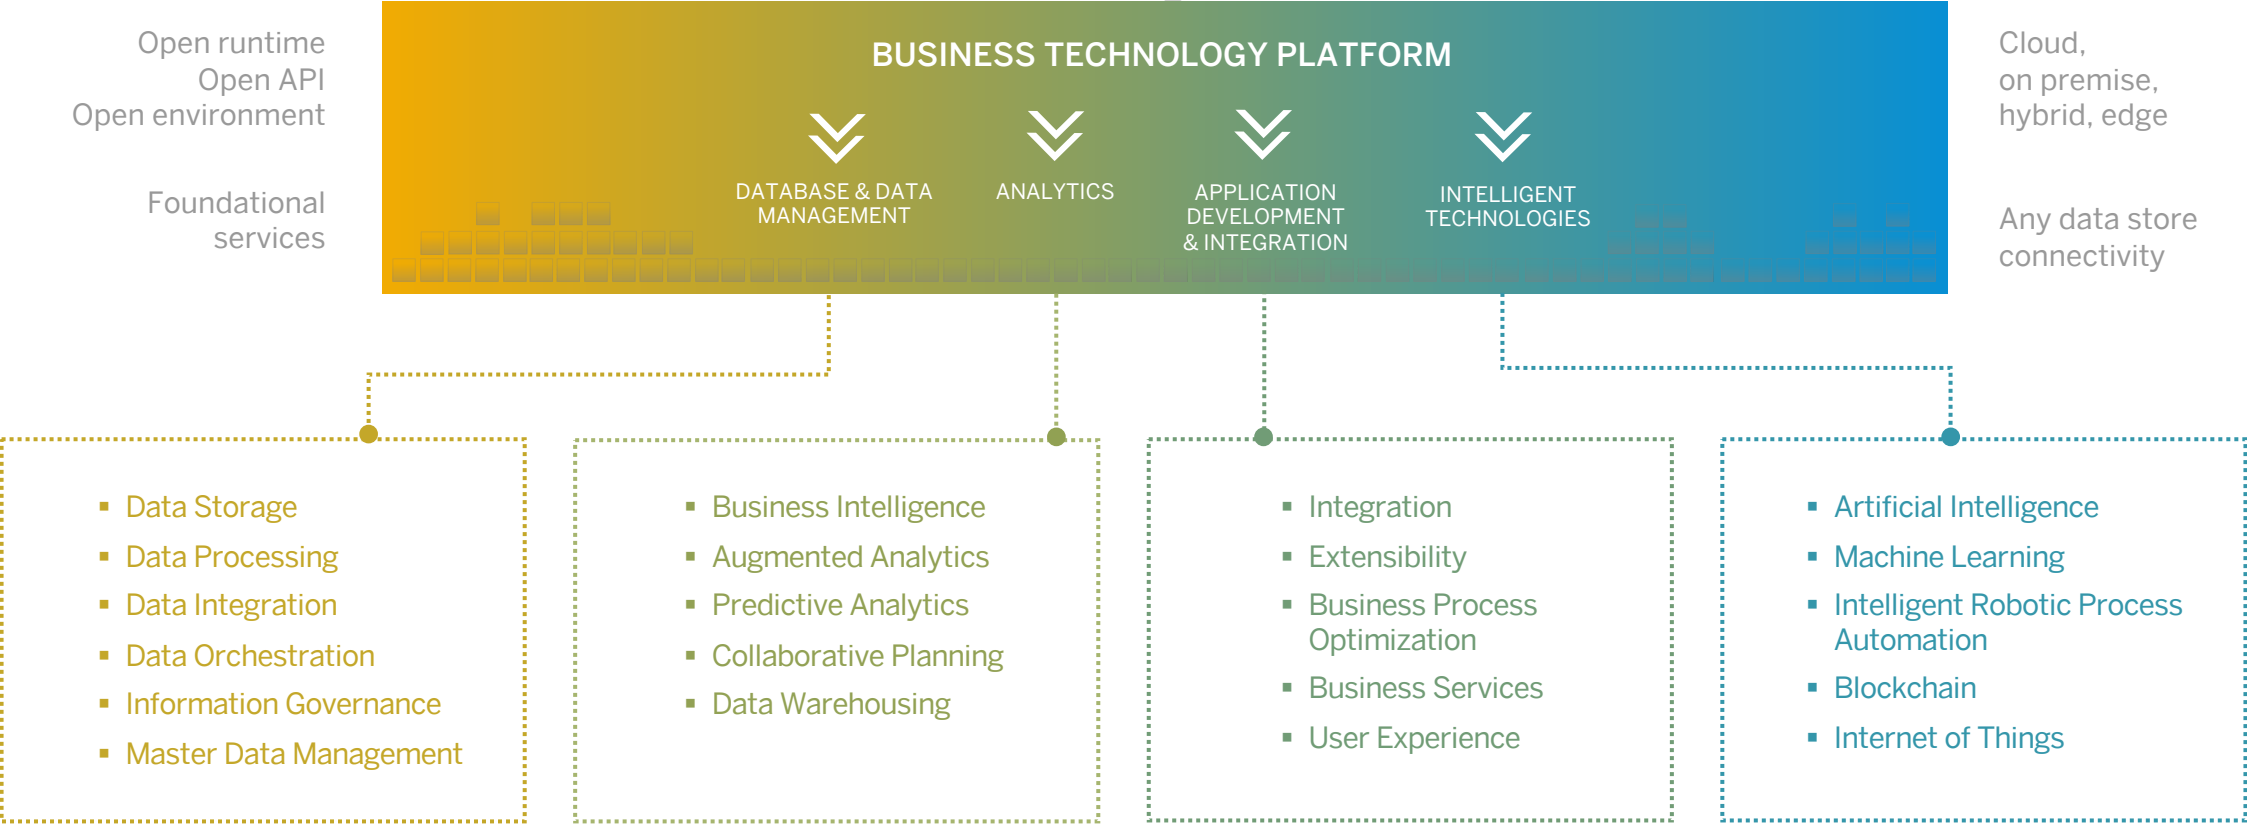 Open runtime
Open API
Open environment
Foundational
services
BUSINESS TECHNOLOGY PLATFORM
DATABASE & DATA
MANAGEMENT
ANALYTICS
APPLICATION
DEVELOPMENT
& INTEGRATION
INTELLIGENT
TECHNOLOGIES
Cloud,
on premise,
hybrid, edge
Any data store
connectivity
▪ Data Storage
▪ Data Processing
▪ Data Integration
▪ Data Orchestration
▪ Information Governance
▪ Master Data Management
▪ Business Intelligence
▪ Augmented Analytics
▪ Predictive Analytics
▪ Collaborative Planning
▪ Data Warehousing
▪ Integration
▪ Extensibility
▪ Business Process
Optimization
▪ Business Services
▪ User Experience
▪ Artificial Intelligence
▪ Machine Learning
▪ Intelligent Robotic Process
Automation
▪ Blockchain
▪ Internet of Things